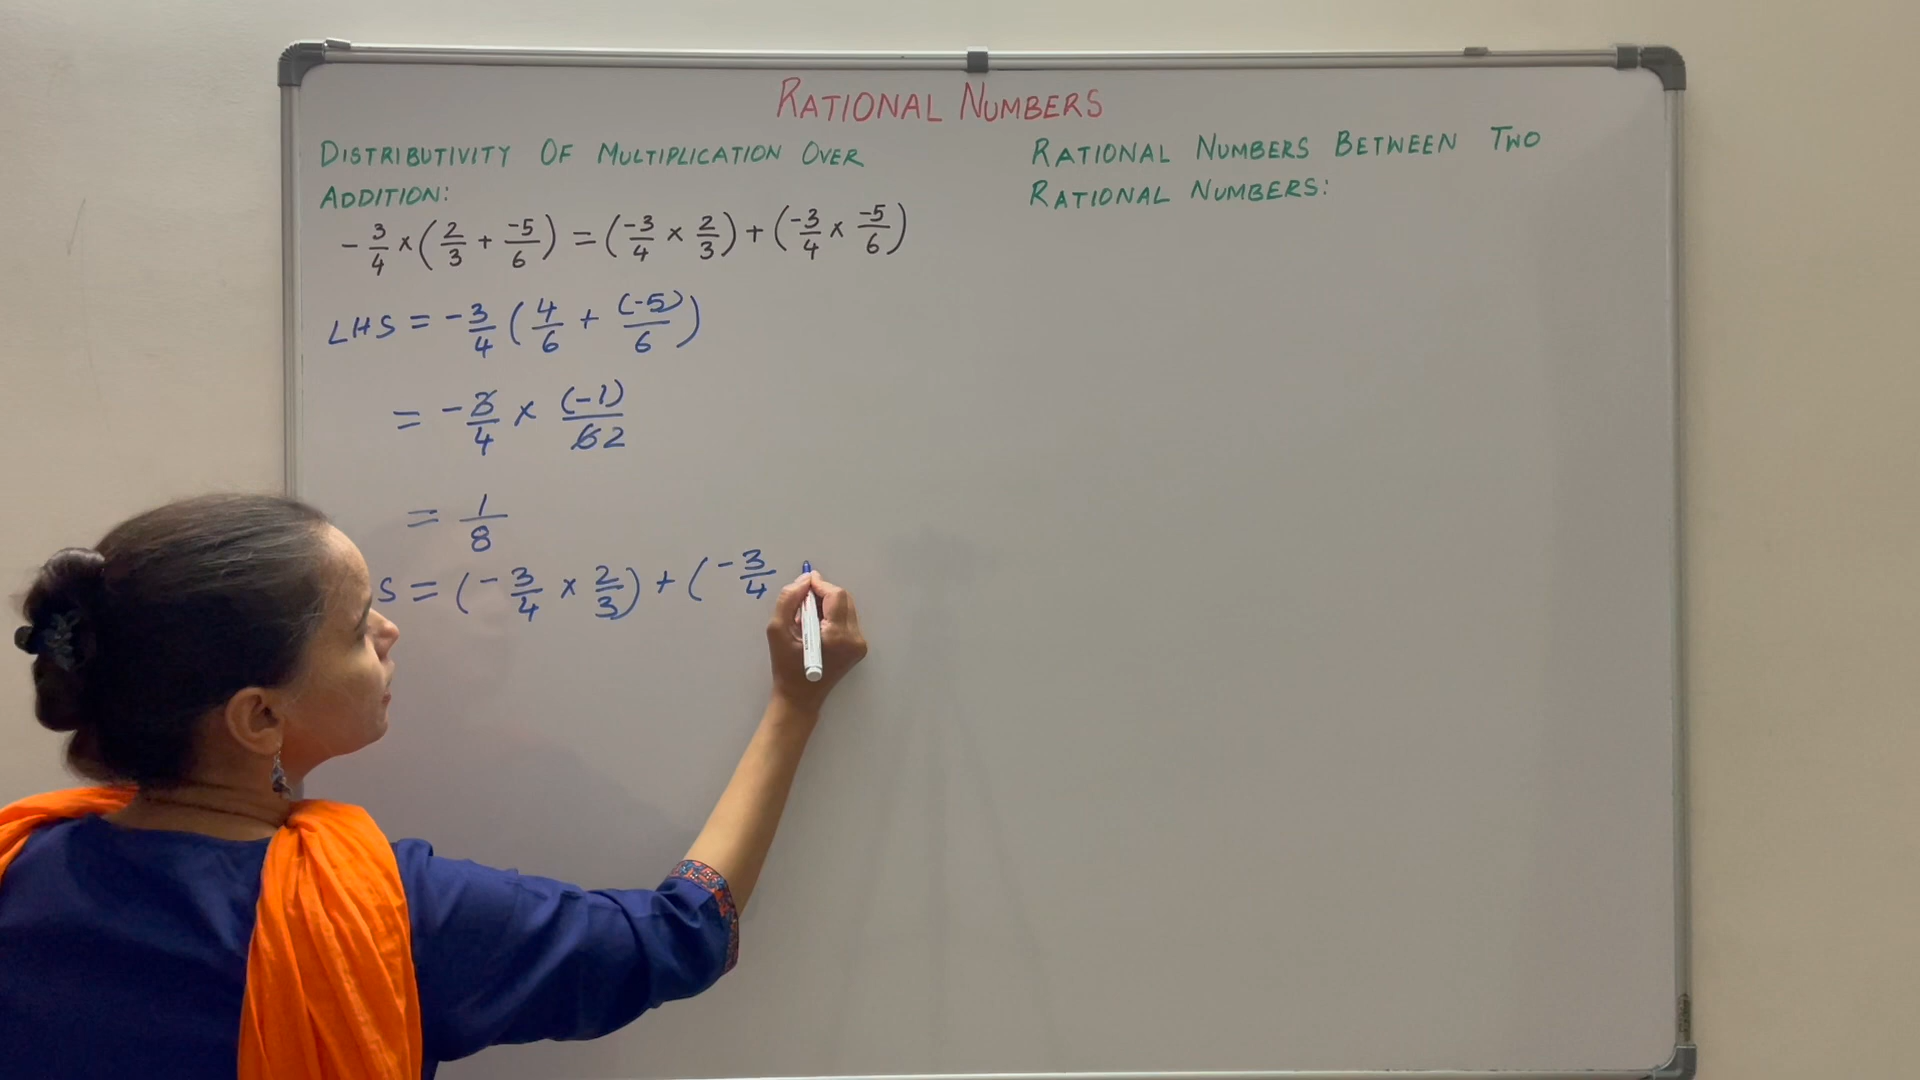 RATIONAL NUMBERS
DISTRIBUTIVITY OF MULTIPLICATION OVER
ADDITION:
-3/4 × (2/3 + -5/6) = (-3/4 × 2/3) + (-3/4 × -5/6)
LHS = -3/4 (4/6 + (-5)/6)
= -3/4 × (-1)/6 2
= 1/8
S = (-3/4 × 2/3) + (-3/4
RATIONAL NUMBERS BETWEEN TWO
RATIONAL NUMBERS: